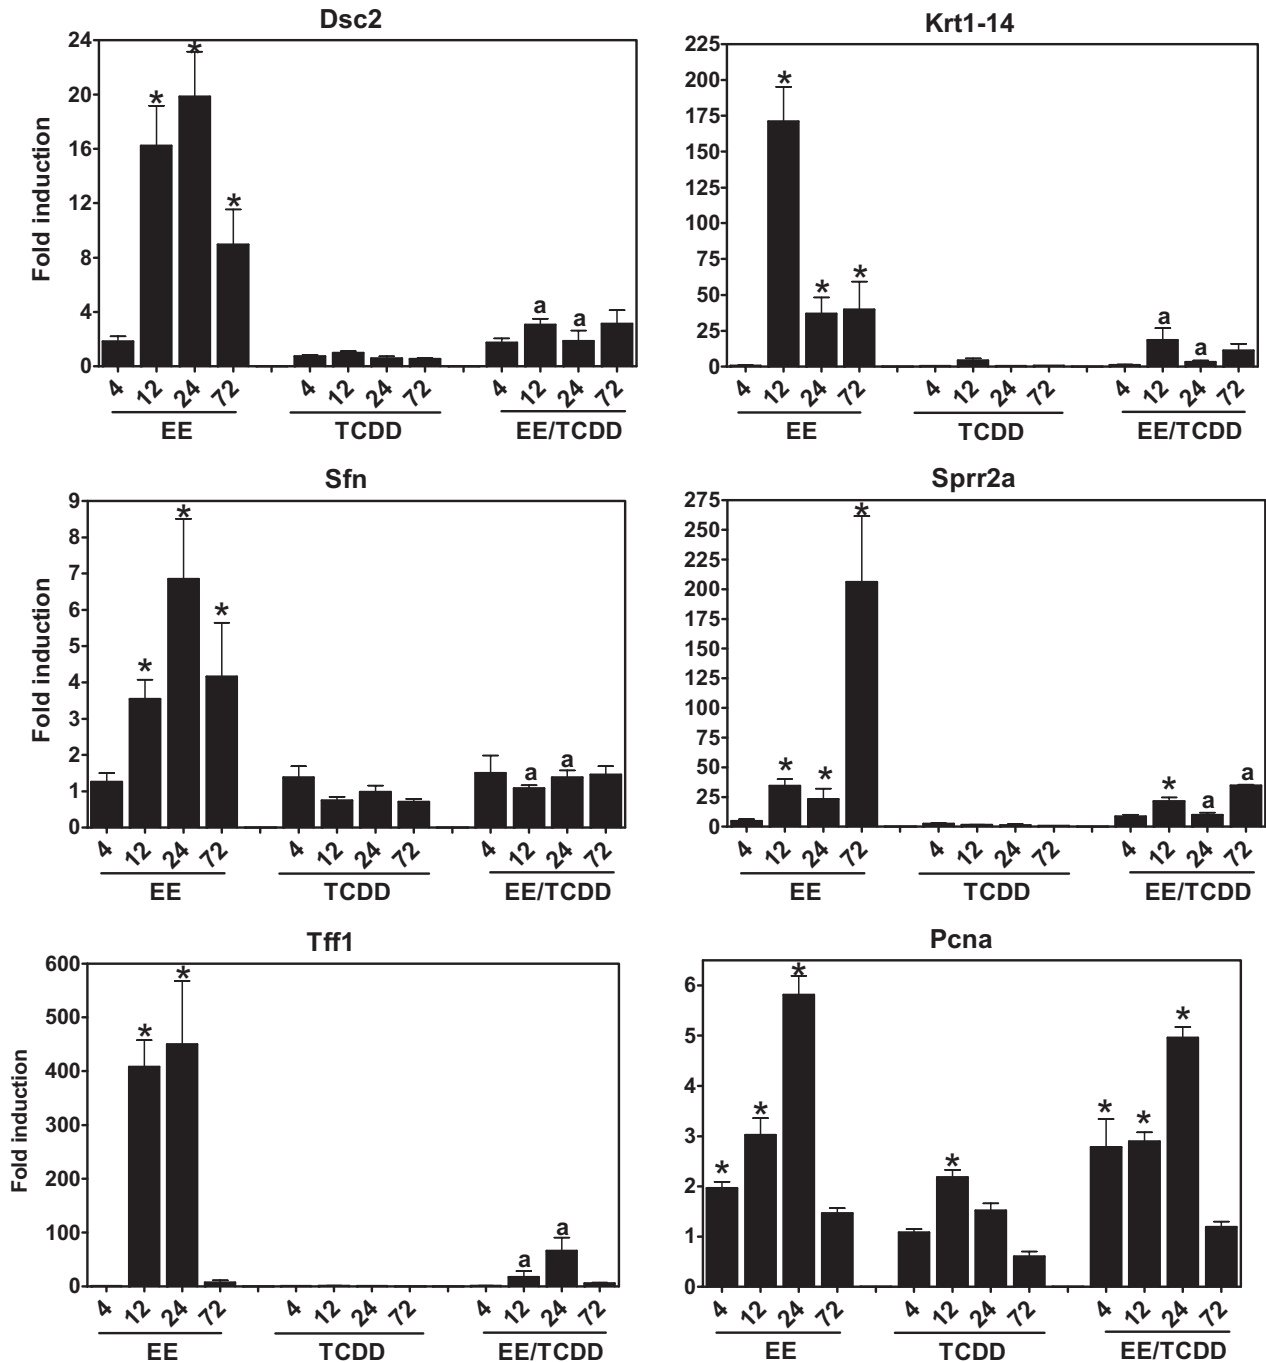 Dsc2
Fold induction
24
20
16
12
8
4
0
* * *
a a
4 12 24 72 4 12 24 72 4 12 24 72
EE TCDD EE/TCDD
Krt1-14
225
200
175
150
125
100
75
50
25
0
* * *
a a
4 12 24 72 4 12 24 72 4 12 24 72
EE TCDD EE/TCDD
Sfn
Fold induction
9
8
7
6
5
4
3
2
1
0
* * *
a a
4 12 24 72 4 12 24 72 4 12 24 72
EE TCDD EE/TCDD
Sprr2a
275
250
225
200
175
150
125
100
75
50
25
0
* * * * a a
4 12 24 72 4 12 24 72 4 12 24 72
EE TCDD EE/TCDD
Tff1
Fold induction
600
500
400
300
200
100
0
* *
a a
4 12 24 72 4 12 24 72 4 12 24 72
EE TCDD EE/TCDD
Pcna
6
5
4
3
2
1
0
* * * * * * *
4 12 24 72 4 12 24 72 4 12 24 72
EE TCDD EE/TCDD